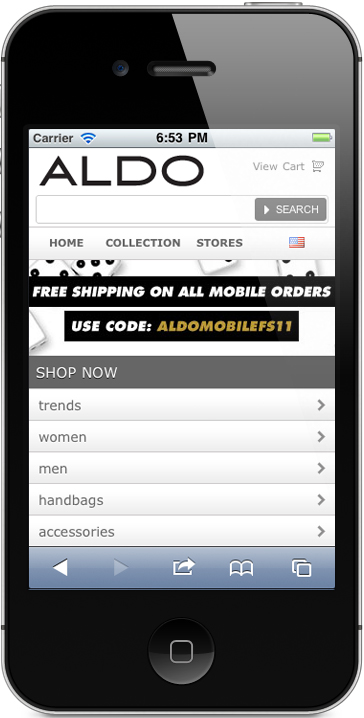 Carrier 6:53 PM
ALDO
View Cart
SEARCH
HOME COLLECTION STORES
FREE SHIPPING ON ALL MOBILE ORDERS
USE CODE: ALDOMOBILEFS11
SHOP NOW
trends
women
men
handbags
accessories